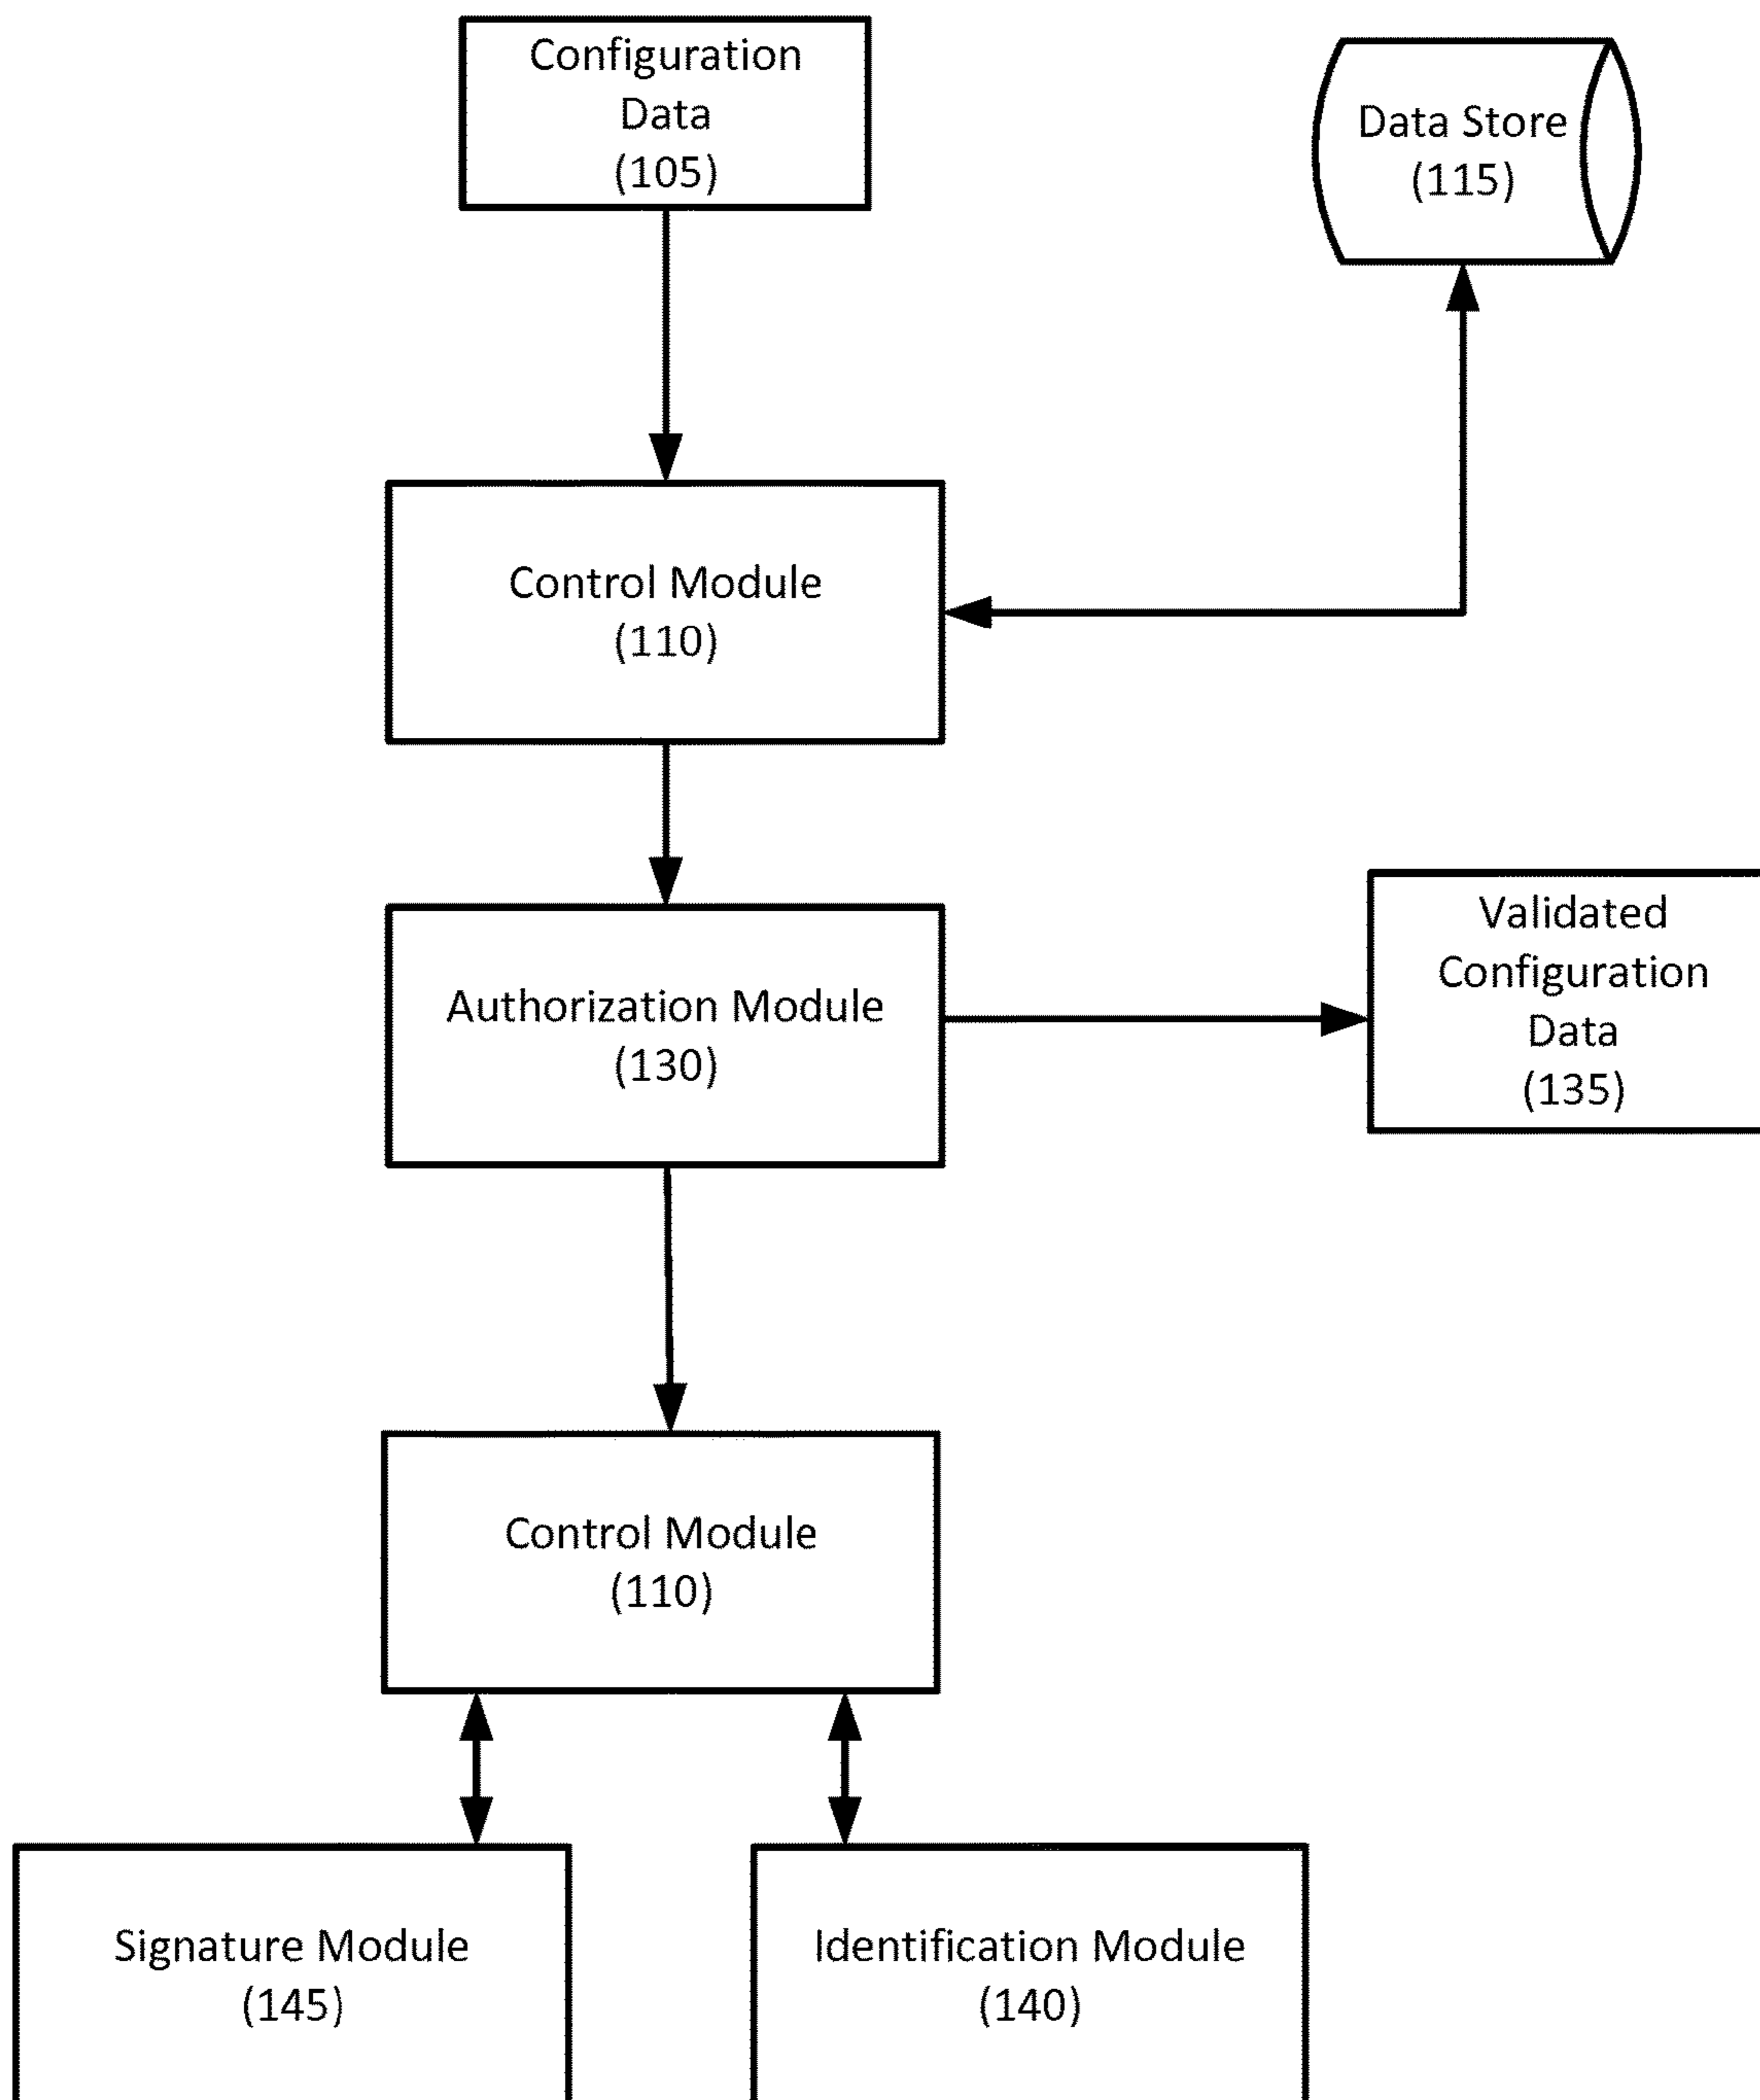 Configuration
Data
(105)
Data Store
(115)
Control Module
(110)
Authorization Module
(130)
Validated
Configuration
Data
(135)
Control Module
(110)
Signature Module
(145)
Identification Module
(140)